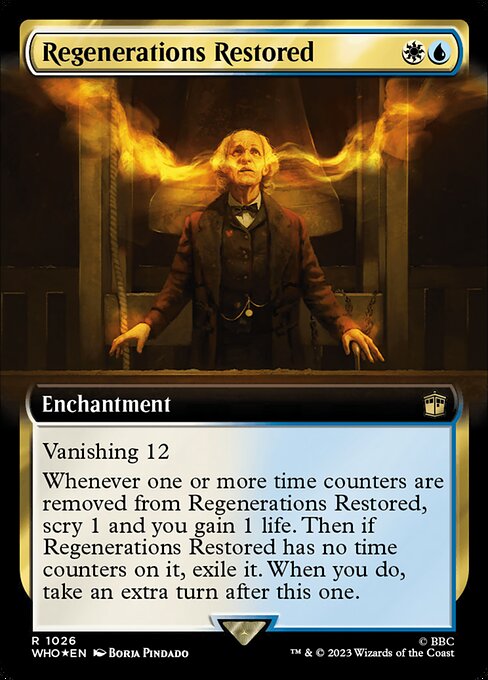 Regenerations Restored
Enchantment
Vanishing 12
Whenever one or more time counters are
removed from Regenerations Restored,
scry 1 and you gain 1 life. Then if
Regenerations Restored has no time
counters on it, exile it. When you do,
take an extra turn after this one.
R 1026
WHO★EN Borja Pindado
© BBC
™ & © 2023 Wizards of the Coast